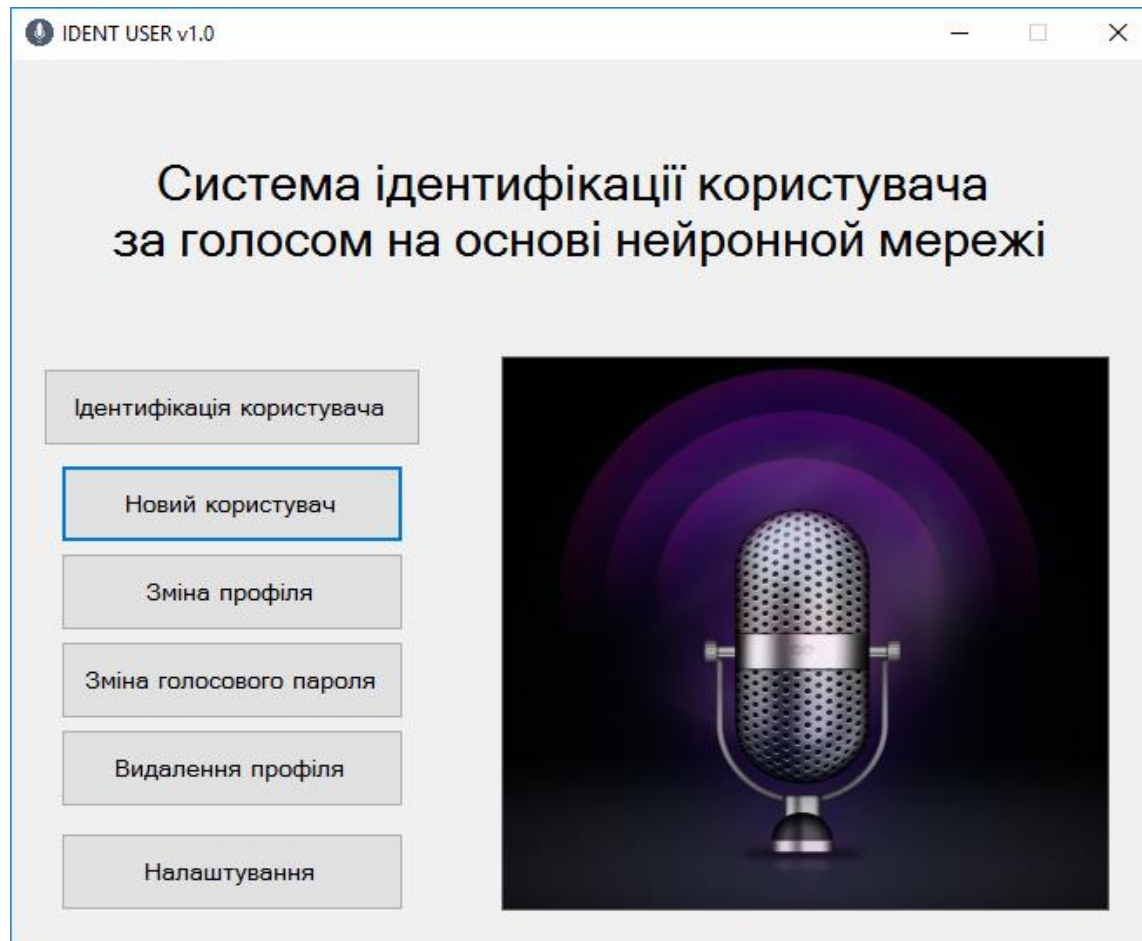 IDENT USER v1.0
Система ідентифікації користувача
за голосом на основі нейронной мережі
Ідентифікація користувача
Новий користувач
Зміна профіля
Зміна голосового пароля
Видалення профіля
Налаштування